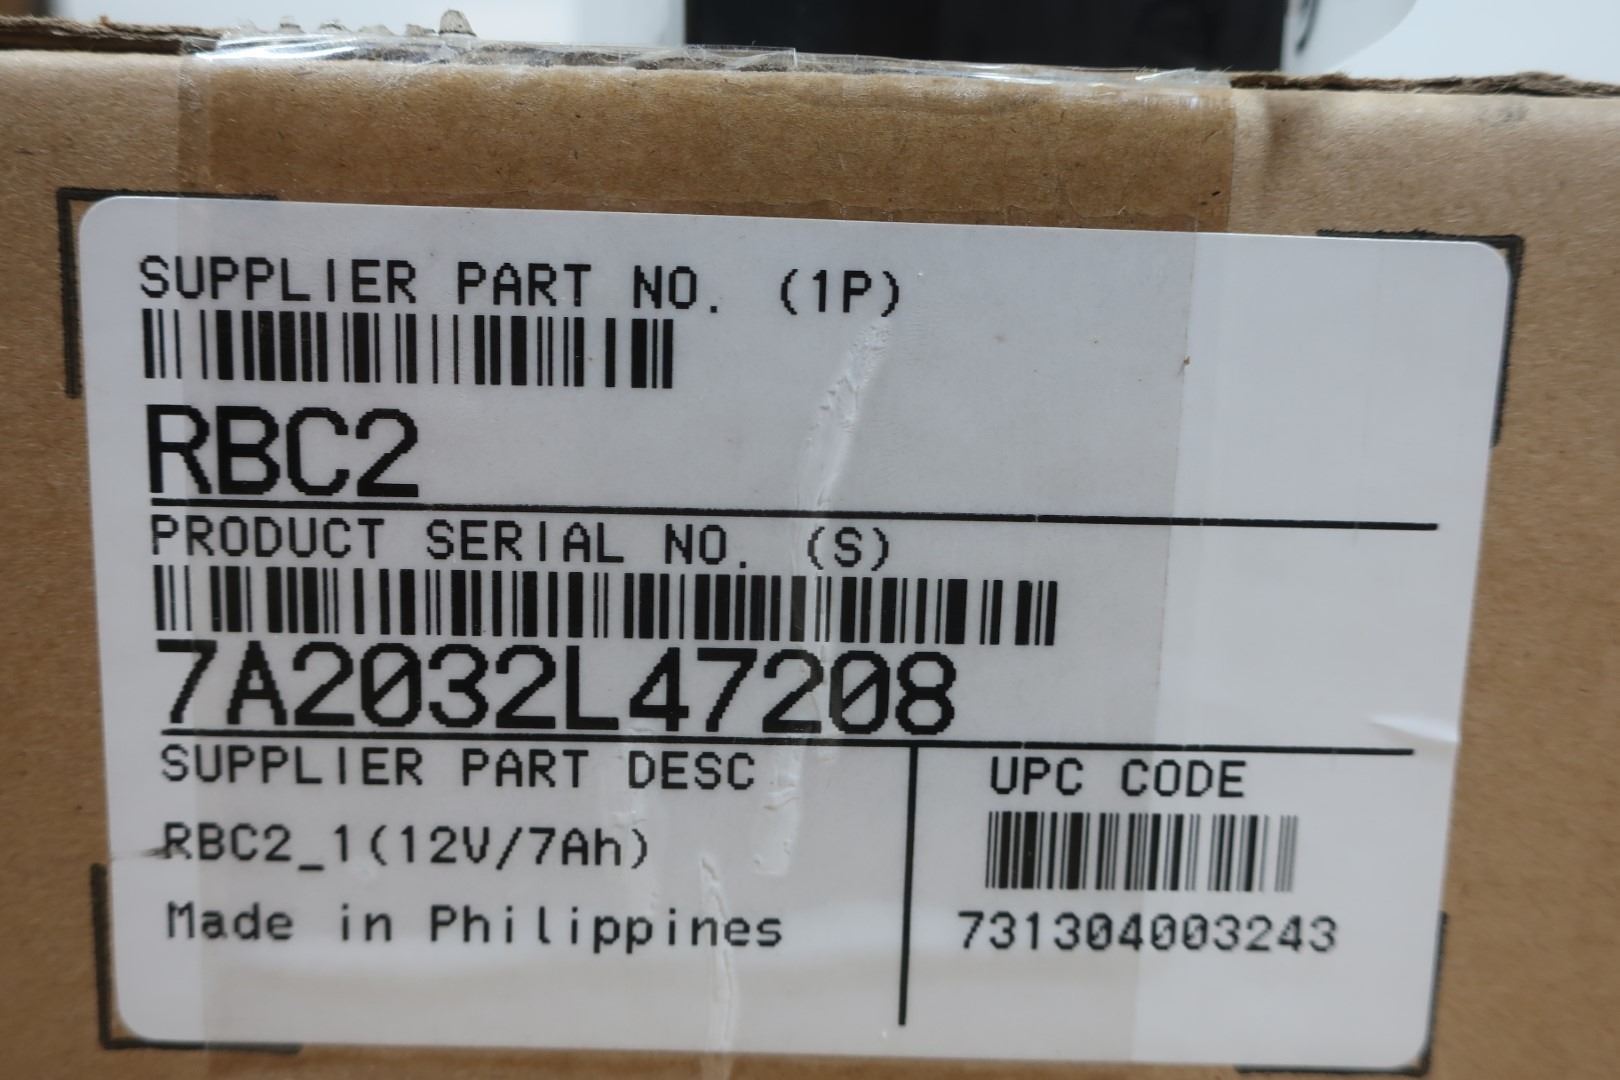 SUPPLIER PART NO. (1P)
RBC2
PRODUCT SERIAL NO. (S)
7A2032L47208
SUPPLIER PART DESC
RBC2_1(12V/7Ah)
Made in Philippines
UPC CODE
731304003243